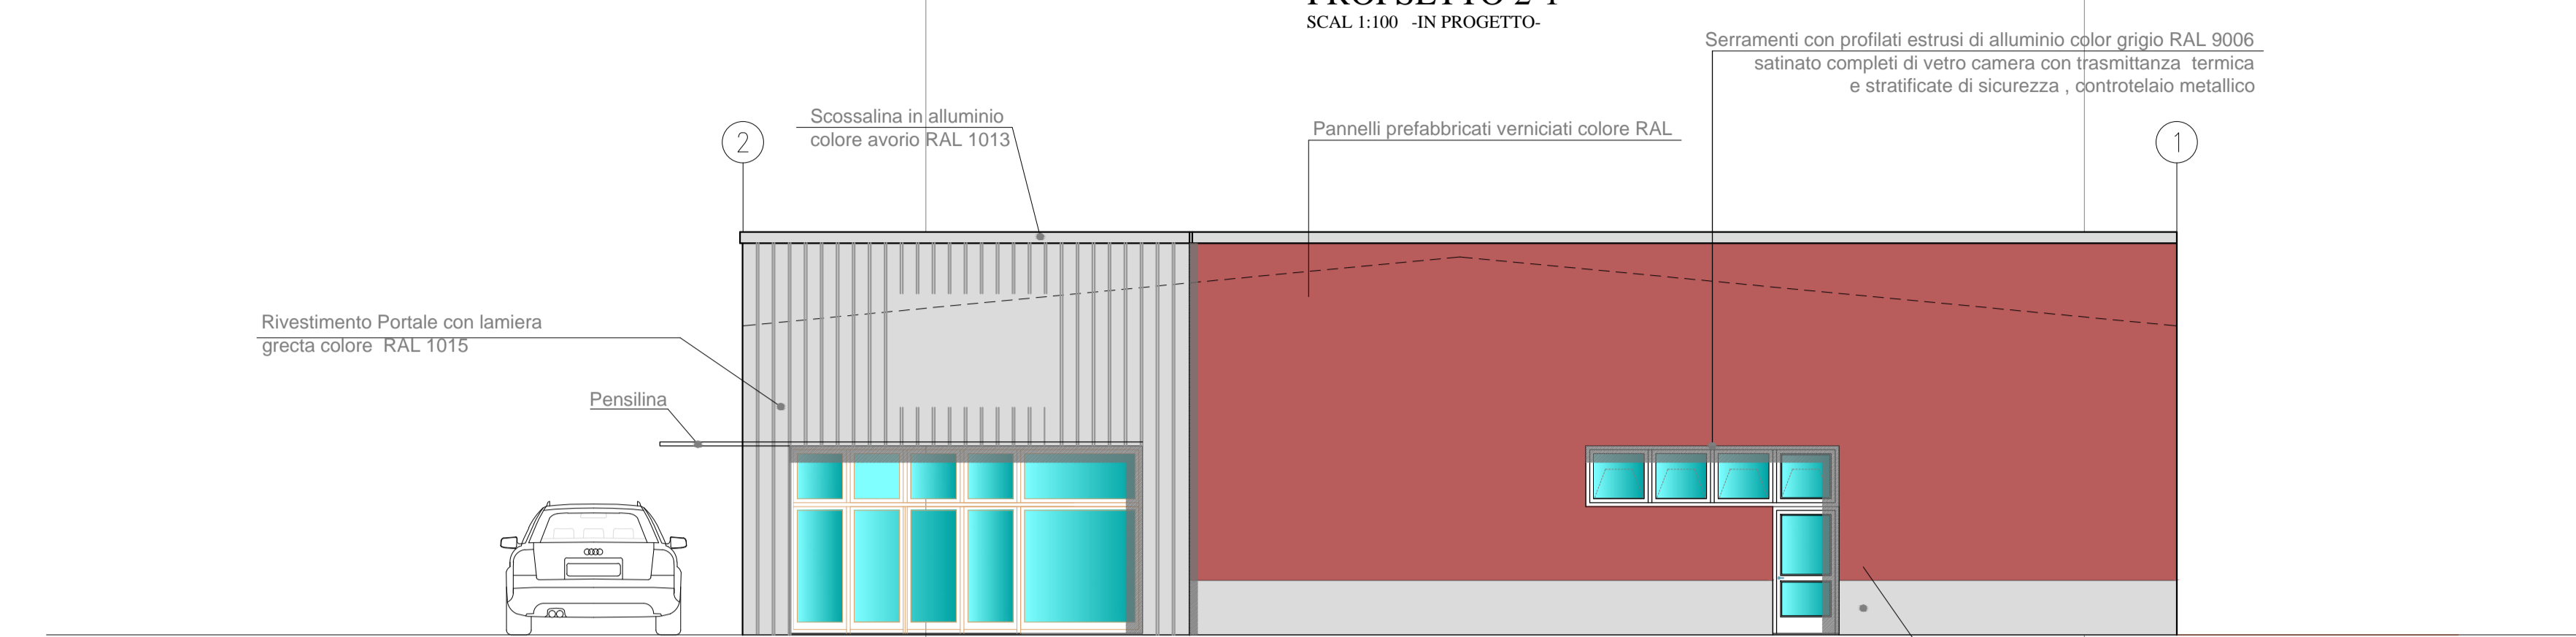 SCAL 1:100 -IN PROGETTO-
Serramenti con profilati estrusi di alluminio color grigio RAL 9006
satinato completi di vetro camera con trasmittanza termica
e stratificate di sicurezza , controtelaio metallico
Scossalina in alluminio
colore avorio RAL 1013
Pannelli prefabbricati verniciati colore RAL
2
1
Rivestimento Portale con lamiera
grecta colore RAL 1015
Pensilina